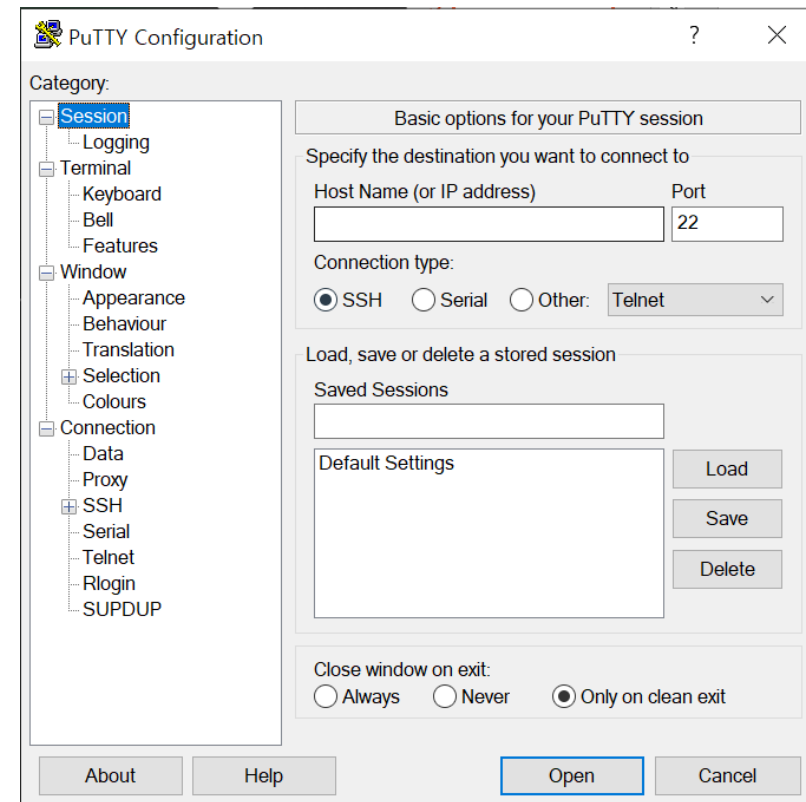 PuTTY Configuration
?
Category:
Session
Logging
Terminal
Keyboard
Bell
Features
Window
Appearance
Behaviour
Translation
Selection
Colours
Connection
Data
Proxy
SSH
Serial
Telnet
Rlogin
SUPDUP
Basic options for your PuTTY session
Specify the destination you want to connect to
Host Name (or IP address) Port
22
Connection type:
SSH Serial Other: Telnet
Load, save or delete a stored session
Saved Sessions
Default Settings
Load
Save
Delete
Close window on exit:
Always Never Only on clean exit
About Help Open Cancel